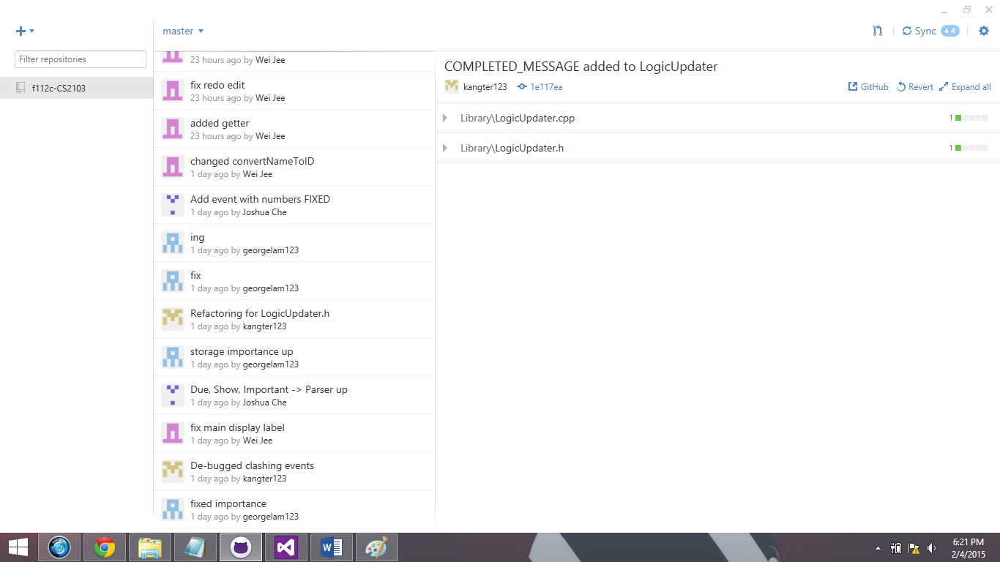 master
Sync 4
Filter repositories
f112c-CS2103
23 hours ago by Wei Jee
fix redo edit
23 hours ago by Wei Jee
added getter
23 hours ago by Wei Jee
changed convertNameToID
1 day ago by Wei Jee
Add event with numbers FIXED
1 day ago by Joshua Che
ing
1 day ago by georgelam123
fix
1 day ago by georgelam123
Refactoring for LogicUpdater.h
1 day ago by kangter123
storage importance up
1 day ago by georgelam123
Due, Show, Important -> Parser up
1 day ago by Joshua Che
fix main display label
1 day ago by Wei Jee
De-bugged clashing events
1 day ago by kangter123
fixed importance
1 day ago by georgelam123
COMPLETED_MESSAGE added to LogicUpdater
kangter123 1e117ea GitHub Revert Expand all
Library\LogicUpdater.cpp 1
Library\LogicUpdater.h 1
6:21 PM
2/4/2015